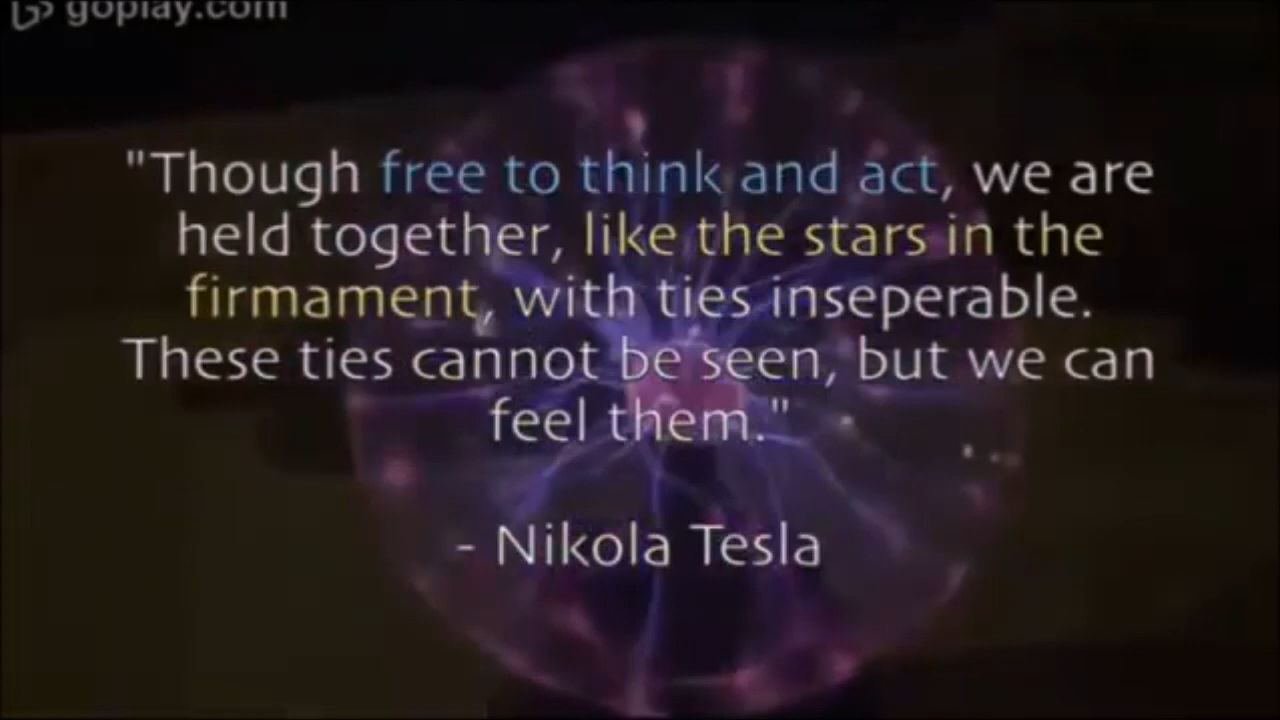 goplay.com
"Though free to think and act, we are
held together, like the stars in the
firmament, with ties inseperable.
These ties cannot be seen, but we can
feel them."
- Nikola Tesla